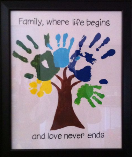 Family, where life begins
and love never ends